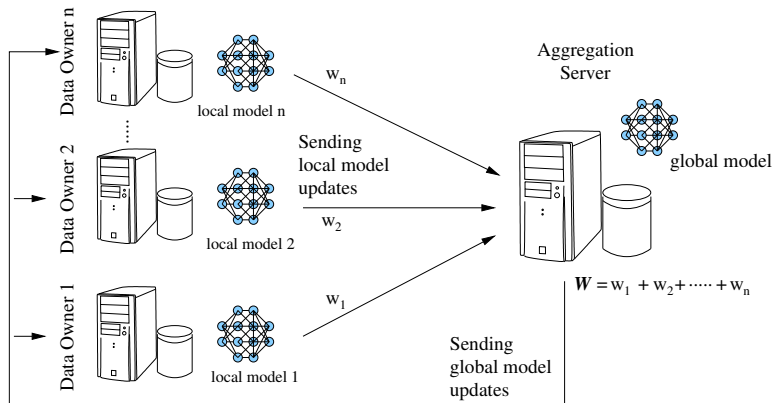 Data Owner n
local model n
w_n
Aggregation
Server
global model
Data Owner 2
local model 2
Sending
local model
updates
w_2
Data Owner 1
local model 1
w_1
W = w_1 + w_2 + ..... + w_n
Sending
global model
updates